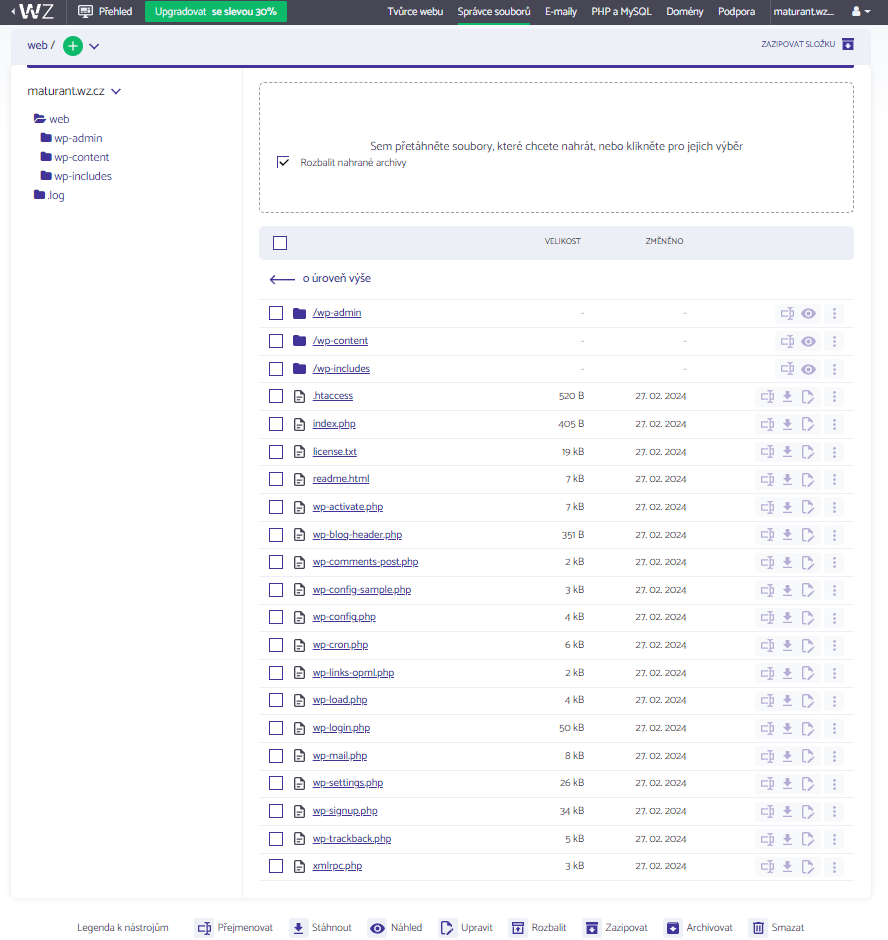 WZ Přehled Upgradovat se slevou 30% Tvůrce webu Správce souborů E-maily PHP a MySQL Domény Podpora maturant.wz....
web / ZAZIPOVAT SLOŽKU
maturant.wz.cz
web
wp-admin
wp-content
wp-includes
.log
Sem přetáhněte soubory, které chcete nahrát, nebo klikněte pro jejich výběr
Rozbalit nahrané archivy
VELIKOST ZMĚNĚNO
o úroveň výše
/wp-admin - -
/wp-content - -
/wp-includes - -
.htaccess 520 B 27. 02. 2024
index.php 405 B 27. 02. 2024
license.txt 19 kB 27. 02. 2024
readme.html 7 kB 27. 02. 2024
wp-activate.php 7 kB 27. 02. 2024
wp-blog-header.php 351 B 27. 02. 2024
wp-comments-post.php 2 kB 27. 02. 2024
wp-config-sample.php 3 kB 27. 02. 2024
wp-config.php 4 kB 27. 02. 2024
wp-cron.php 6 kB 27. 02. 2024
wp-links-opml.php 2 kB 27. 02. 2024
wp-load.php 4 kB 27. 02. 2024
wp-login.php 50 kB 27. 02. 2024
wp-mail.php 8 kB 27. 02. 2024
wp-settings.php 26 kB 27. 02. 2024
wp-signup.php 34 kB 27. 02. 2024
wp-trackback.php 5 kB 27. 02. 2024
xmlrpc.php 3 kB 27. 02. 2024
Legenda k nástrojům Přejmenovat Stáhnout Náhled Upravit Rozbalit Zazipovat Archivovat Smazat